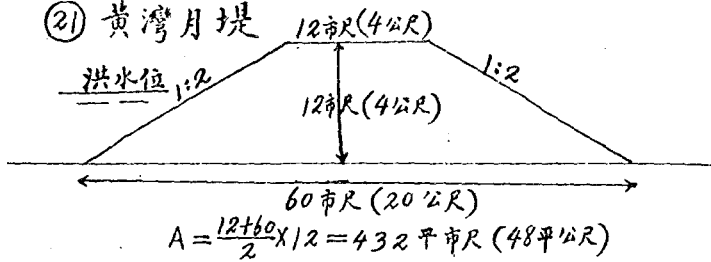 ㉑ 黄灣月堤
12市尺(4公尺)
洪水位
1:2
1:2
12市尺(4公尺)
60市尺(20公尺)
A=\frac{12+60}{2}×12=432平市尺(48平公尺)